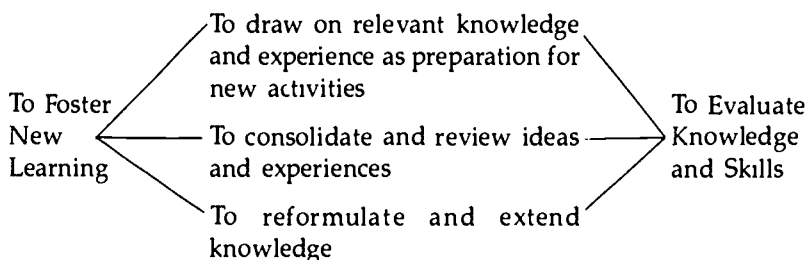 To draw on relevant knowledge
and experience as preparation for
new activities
To Foster
New
Learning
To consolidate and review ideas
and experiences
To reformulate and extend
knowledge
To Evaluate
Knowledge
and Skills